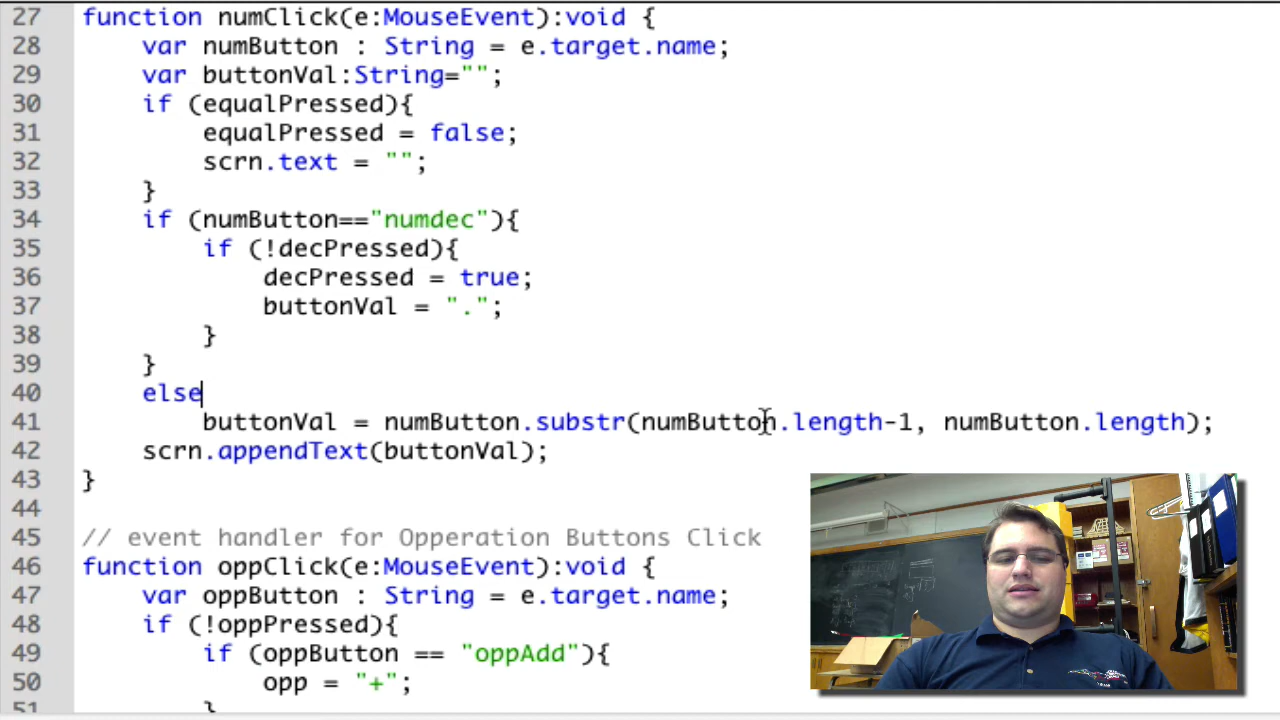 27 function numClick(e:MouseEvent):void {
28 var numButton : String = e.target.name;
29 var buttonVal:String="";
30 if (equalPressed){
31 equalPressed = false;
32 scrn.text = "";
33 }
34 if (numButton=="numdec"){
35 if (!decPressed){
36 decPressed = true;
37 buttonVal = ".";
38 }
39 }
40 else
41 buttonVal = numButton.substr(numButton.length-1, numButton.length);
42 scrn.appendText(buttonVal);
43 }
44
45 // event handler for Opperation Buttons Click
46 function oppClick(e:MouseEvent):void {
47 var oppButton : String = e.target.name;
48 if (!oppPressed){
49 if (oppButton == "oppAdd"){
50 opp = "+";
51 }